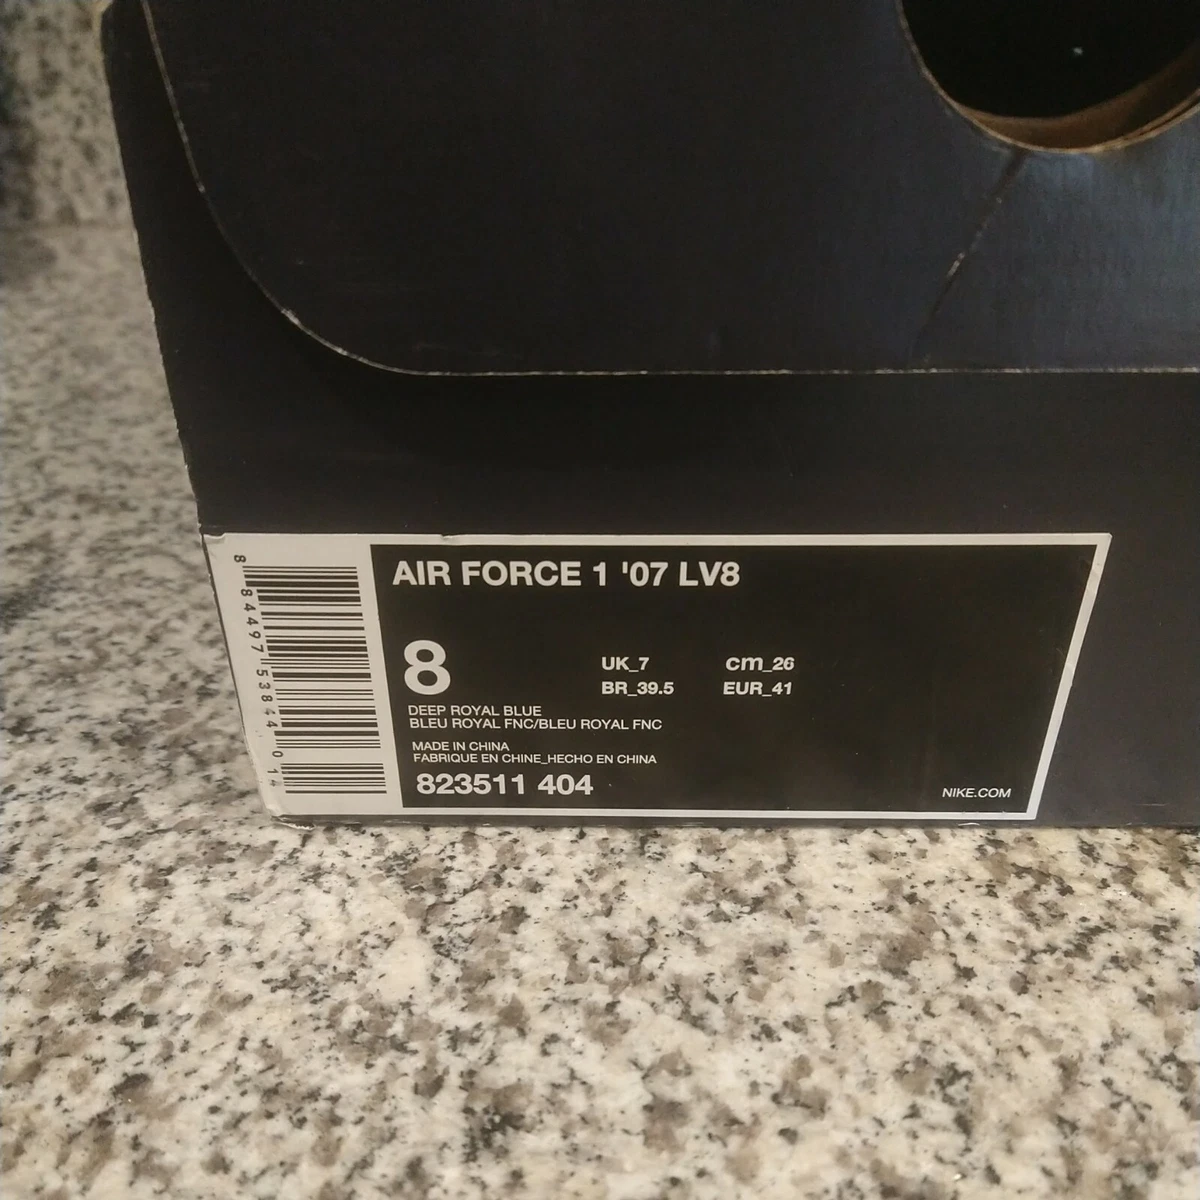 AIR FORCE 1 '07 LV8
8
UK_7 cm_26
BR_39.5 EUR_41
DEEP ROYAL BLUE
BLEU ROYAL FNC/BLEU ROYAL FNC
MADE IN CHINA
FABRIQUE EN CHINE_HECHO EN CHINA
823511 404
NIKE.COM
8 84497 53844 0 14